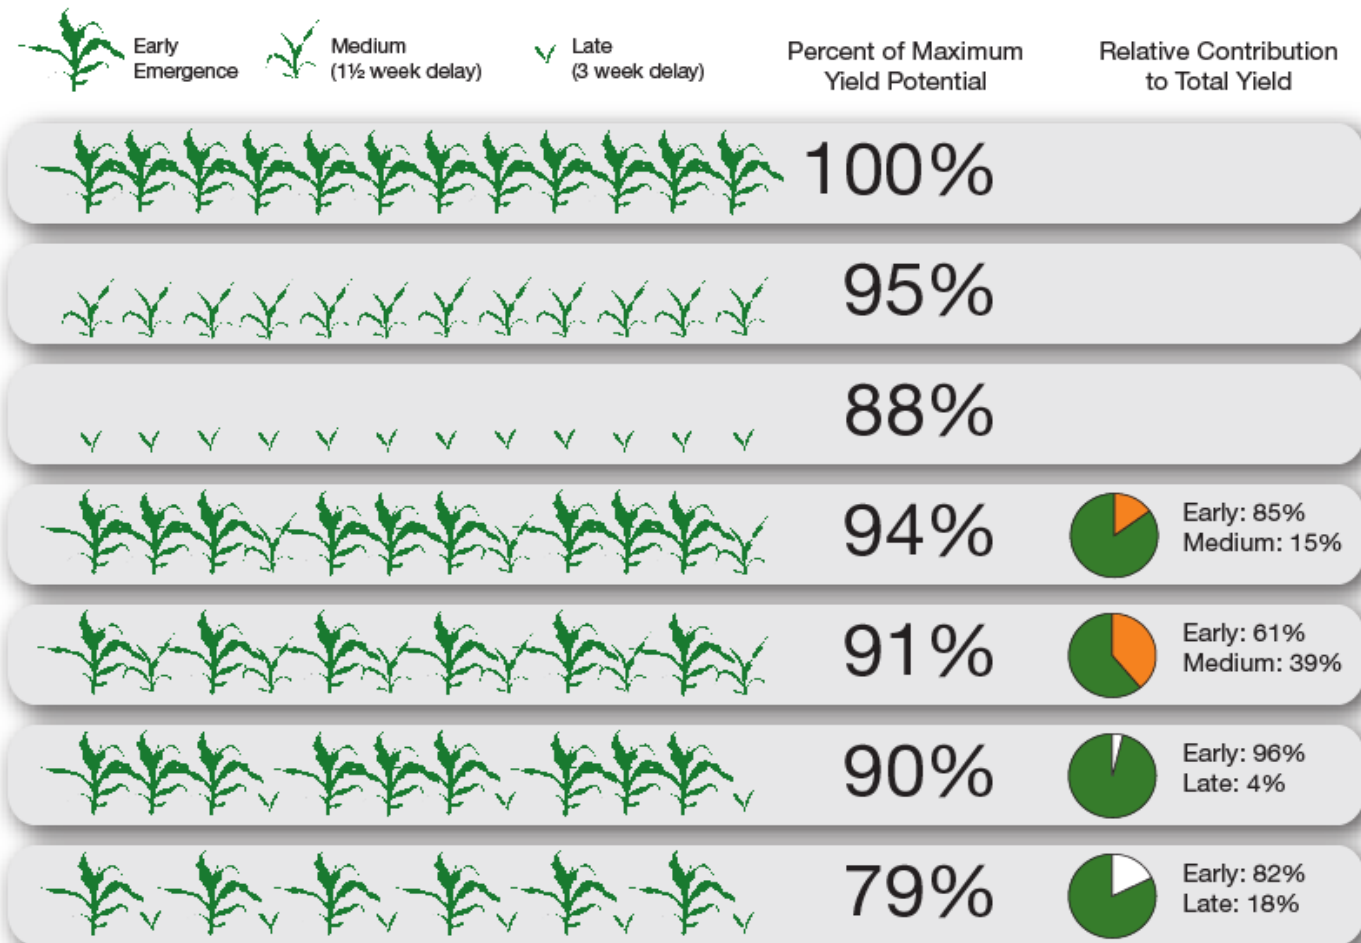 Early
Emergence
Medium
(1½ week delay)
Late
(3 week delay)
Percent of Maximum
Yield Potential
Relative Contribution
to Total Yield
100%
95%
88%
94%
Early: 85%
Medium: 15%
91%
Early: 61%
Medium: 39%
90%
Early: 96%
Late: 4%
79%
Early: 82%
Late: 18%